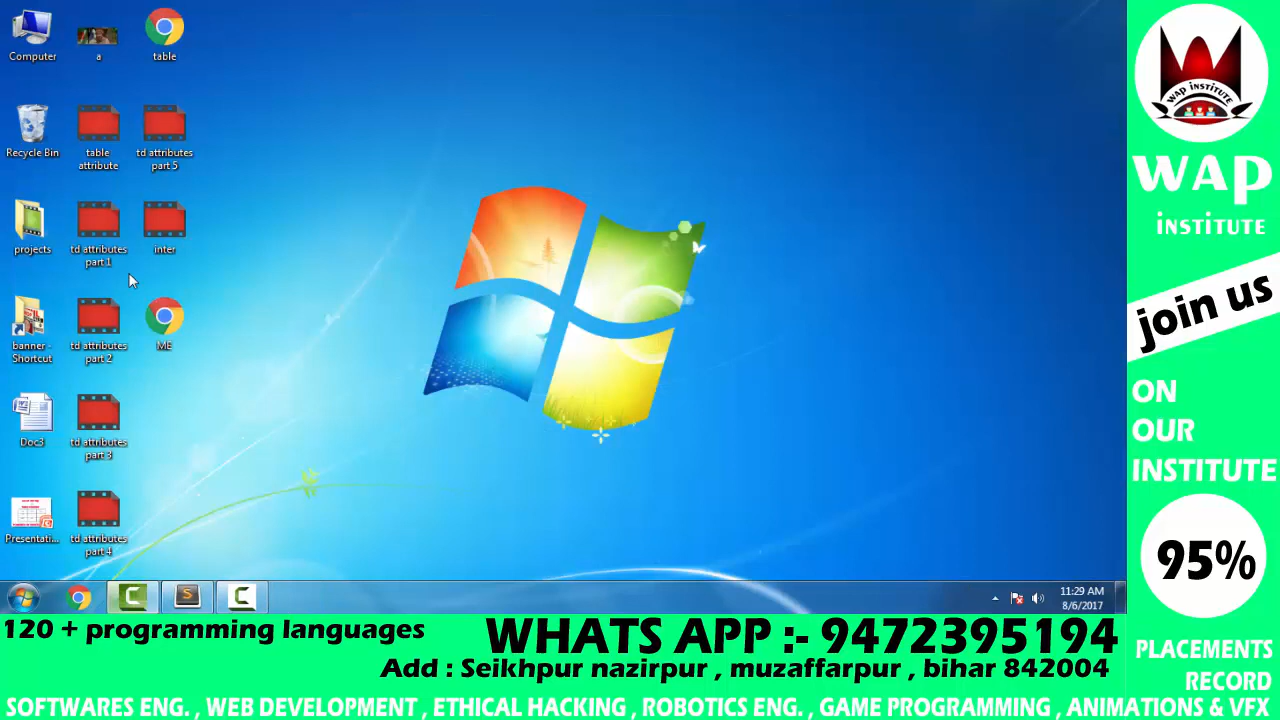 Computer
a
table
Recycle Bin
table
attribute
td attributes
part 5
projects
td attributes
part 1
inter
banner -
Shortcut
td attributes
part 2
ME
Doc3
td attributes
part 3
Presentati...
td attributes
part 4
11:29 AM
8/6/2017
WAP INSTITUTE
WAP
INSTITUTE
join us
ON
OUR
INSTITUTE
95%
PLACEMENTS
RECORD
120 + programming languages
WHATS APP :- 9472395194
Add : Seikhpur nazirpur , muzaffarpur , bihar 842004
SOFTWARES ENG. , WEB DEVELOPMENT , ETHICAL HACKING , ROBOTICS ENG. , GAME PROGRAMMING , ANIMATIONS & VFX